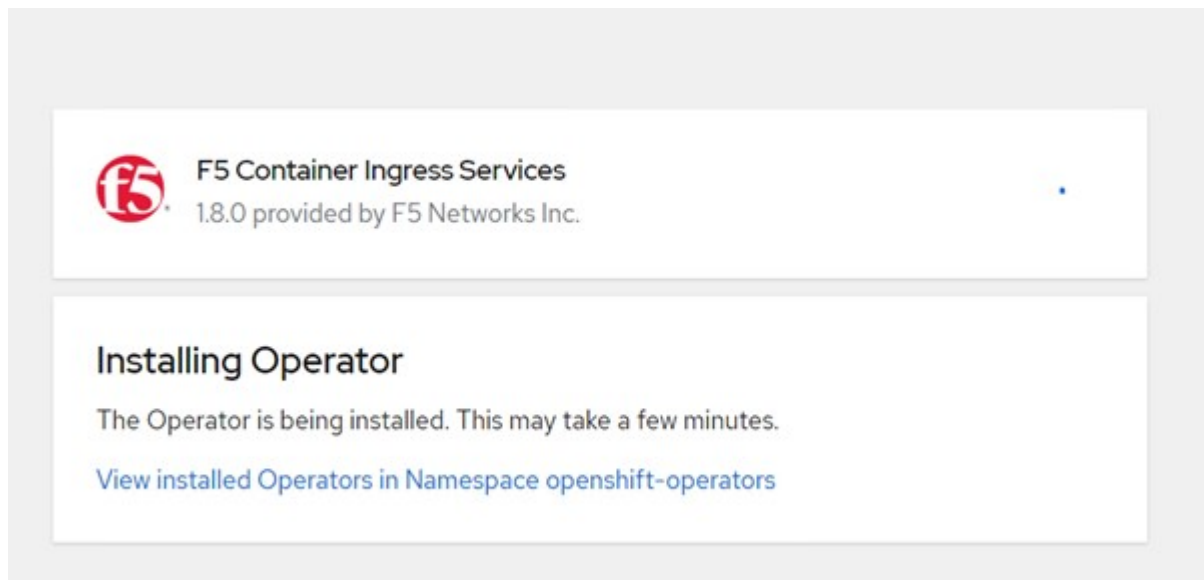 f5
F5 Container Ingress Services
1.8.0 provided by F5 Networks Inc.
Installing Operator
The Operator is being installed. This may take a few minutes.
View installed Operators in Namespace openshift-operators